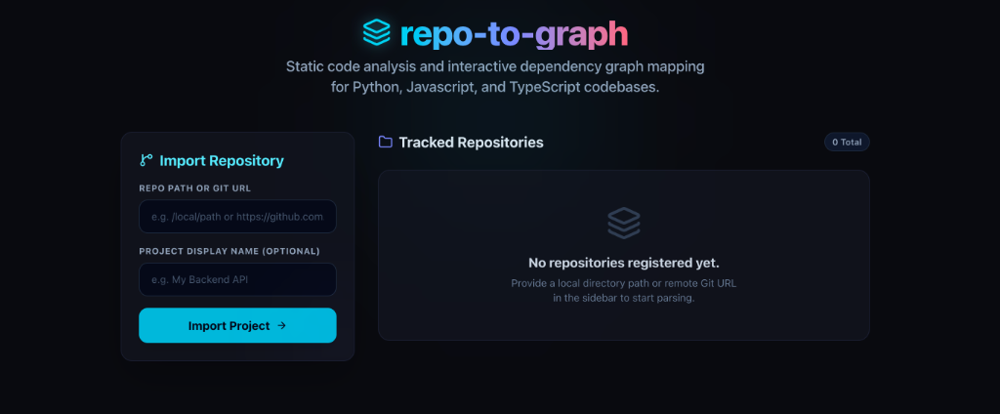 repo-to-graph
Static code analysis and interactive dependency graph mapping
for Python, Javascript, and TypeScript codebases.
Import Repository
REPO PATH OR GIT URL
e.g. /local/path or https://github.com
PROJECT DISPLAY NAME (OPTIONAL)
e.g. My Backend API
Import Project →
Tracked Repositories
0 Total
No repositories registered yet.
Provide a local directory path or remote Git URL
in the sidebar to start parsing.